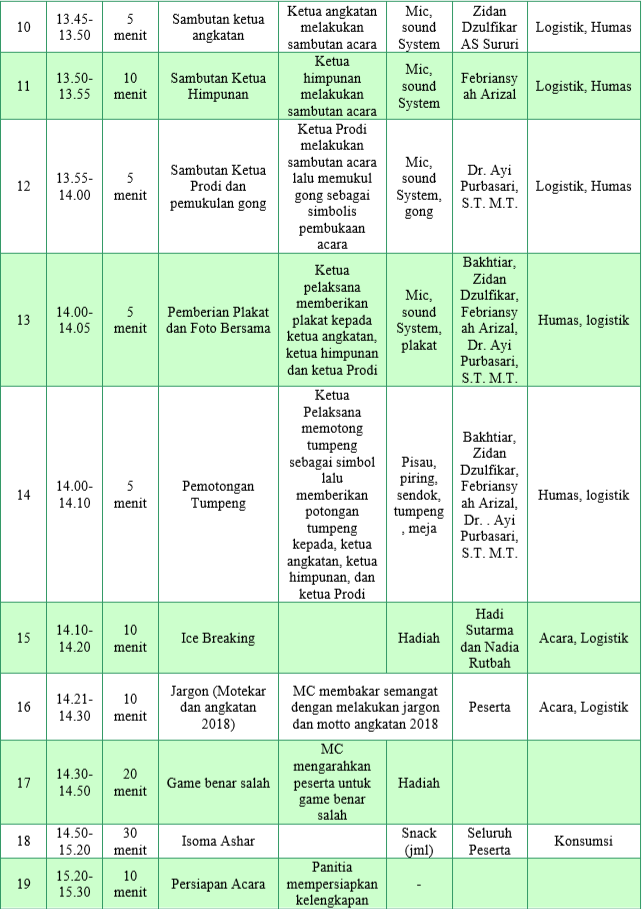 10
13.45-
13.50
5
menit
Sambutan ketua
angkatan
Ketua angkatan
melakukan
sambutan acara
Mic,
sound
System
Zidan
Dzulfikar
AS Sururi
Logistik, Humas
11
13.50-
13.55
10
menit
Sambutan Ketua
Himpunan
Ketua
himpunan
melakukan
sambutan acara
Mic,
sound
System
Febriansy
ah Arizal
Logistik, Humas
12
13.55-
14.00
5
menit
Sambutan Ketua
Prodi dan
pemukulan gong
Ketua Prodi
melakukan
sambutan acara
lalu memukul
gong sebagai
simbolis
pembukaan
acara
Mic,
sound
System,
gong
Dr. Ayi
Purbasari,
S.T. M.T.
Logistik, Humas
13
14.00-
14.05
5
menit
Pemberian Plakat
dan Foto Bersama
Ketua
pelaksana
memberikan
plakat kepada
ketua angkatan,
ketua himpunan
dan ketua Prodi
Mic,
sound
System,
plakat
Bakhtiar,
Zidan
Dzulfikar,
Febriansy
ah Arizal,
Dr. Ayi
Purbasari,
S.T. M.T.
Humas, logistik
14
14.00-
14.10
5
menit
Pemotongan
Tumpeng
Ketua
Pelaksana
memotong
tumpeng
sebagai simbol
lalu
memberikan
potongan
tumpeng
kepada, ketua
angkatan, ketua
himpunan, dan
ketua Prodi
Pisau,
piring,
sendok,
tumpeng
, meja
Bakhtiar,
Zidan
Dzulfikar,
Febriansy
ah Arizal,
Dr. . Ayi
Purbasari,
S.T. M.T.
Humas, logistik
15
14.10-
14.20
10
menit
Ice Breaking
Hadiah
Hadi
Sutarma
dan Nadia
Rutbah
Acara, Logistik
16
14.21-
14.30
10
menit
Jargon (Motekar
dan angkatan
2018)
MC membakar semangat
dengan melakukan jargon
dan motto angkatan 2018
Peserta
Acara, Logistik
17
14.30-
14.50
20
menit
Game benar salah
MC
mengarahkan
peserta untuk
game benar
salah
Hadiah
18
14.50-
15.20
30
menit
Isoma Ashar
Snack
(jml)
Seluruh
Peserta
Konsumsi
19
15.20-
15.30
10
menit
Persiapan Acara
Panitia
mempersiapkan
kelengkapan
-